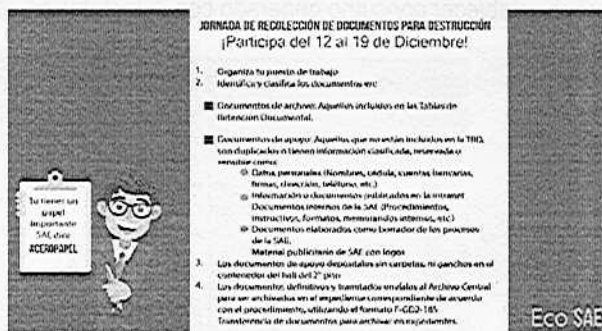 JORNADA DE RECOLECCIÓN DE DOCUMENTOS PARA DESTRUCCIÓN
¡Participa del 12 al 19 de Diciembre!
1. Organiza tu puesto de trabajo
2. Identifica y clasifica los documentos en:
Documentos de archivo: Aquellos incluidos en las Tablas de
Retención Documental.
Documentos de apoyo: Aquellos que no están incluidos en la TRD,
son duplicados o tienen información clasificada, reservada o
sensible como:
Datos personales (Nombres, cédula, cuentas bancarias,
firmas, dirección, teléfono, etc.)
Información o documentos publicados en la intranet
Documentos internos de la SAE (Procedimientos,
instructivos, formatos, memorandos internos, etc.)
Documentos elaborados como borrador de los procesos
de la SAE.
Material publicitario de SAE con logos
3. Los documentos de apoyo deposítalos sin carpetas, ni ganchos en el
contenedor del hall del 2° piso
4. Los documentos definitivos y tramitados envíalos al Archivo Central
para ser archivados en el expediente correspondiente de acuerdo
con el procedimiento, utilizando el formato F-GD2-165
Transferencia de documentos para archivar en expedientes.
Tu tienes un
papel
importante
SAE dice
#CEROPAPEL
Eco SAE